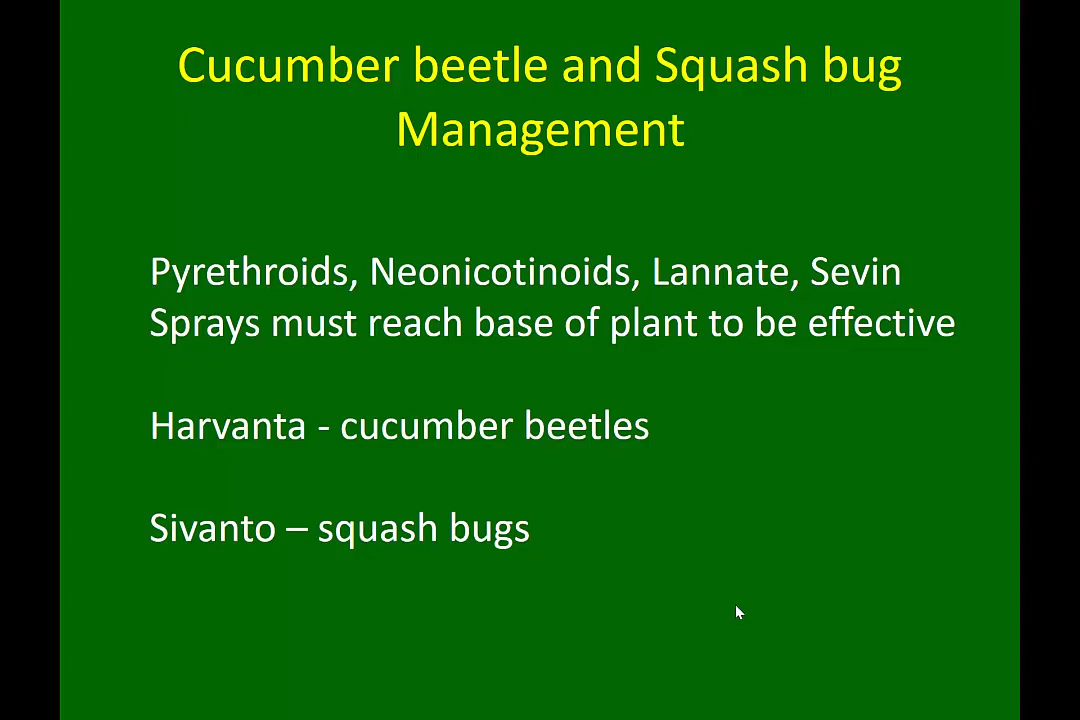 Cucumber beetle and Squash bug
Management
Pyrethroids, Neonicotinoids, Lannate, Sevin
Sprays must reach base of plant to be effective
Harvanta - cucumber beetles
Sivanto – squash bugs